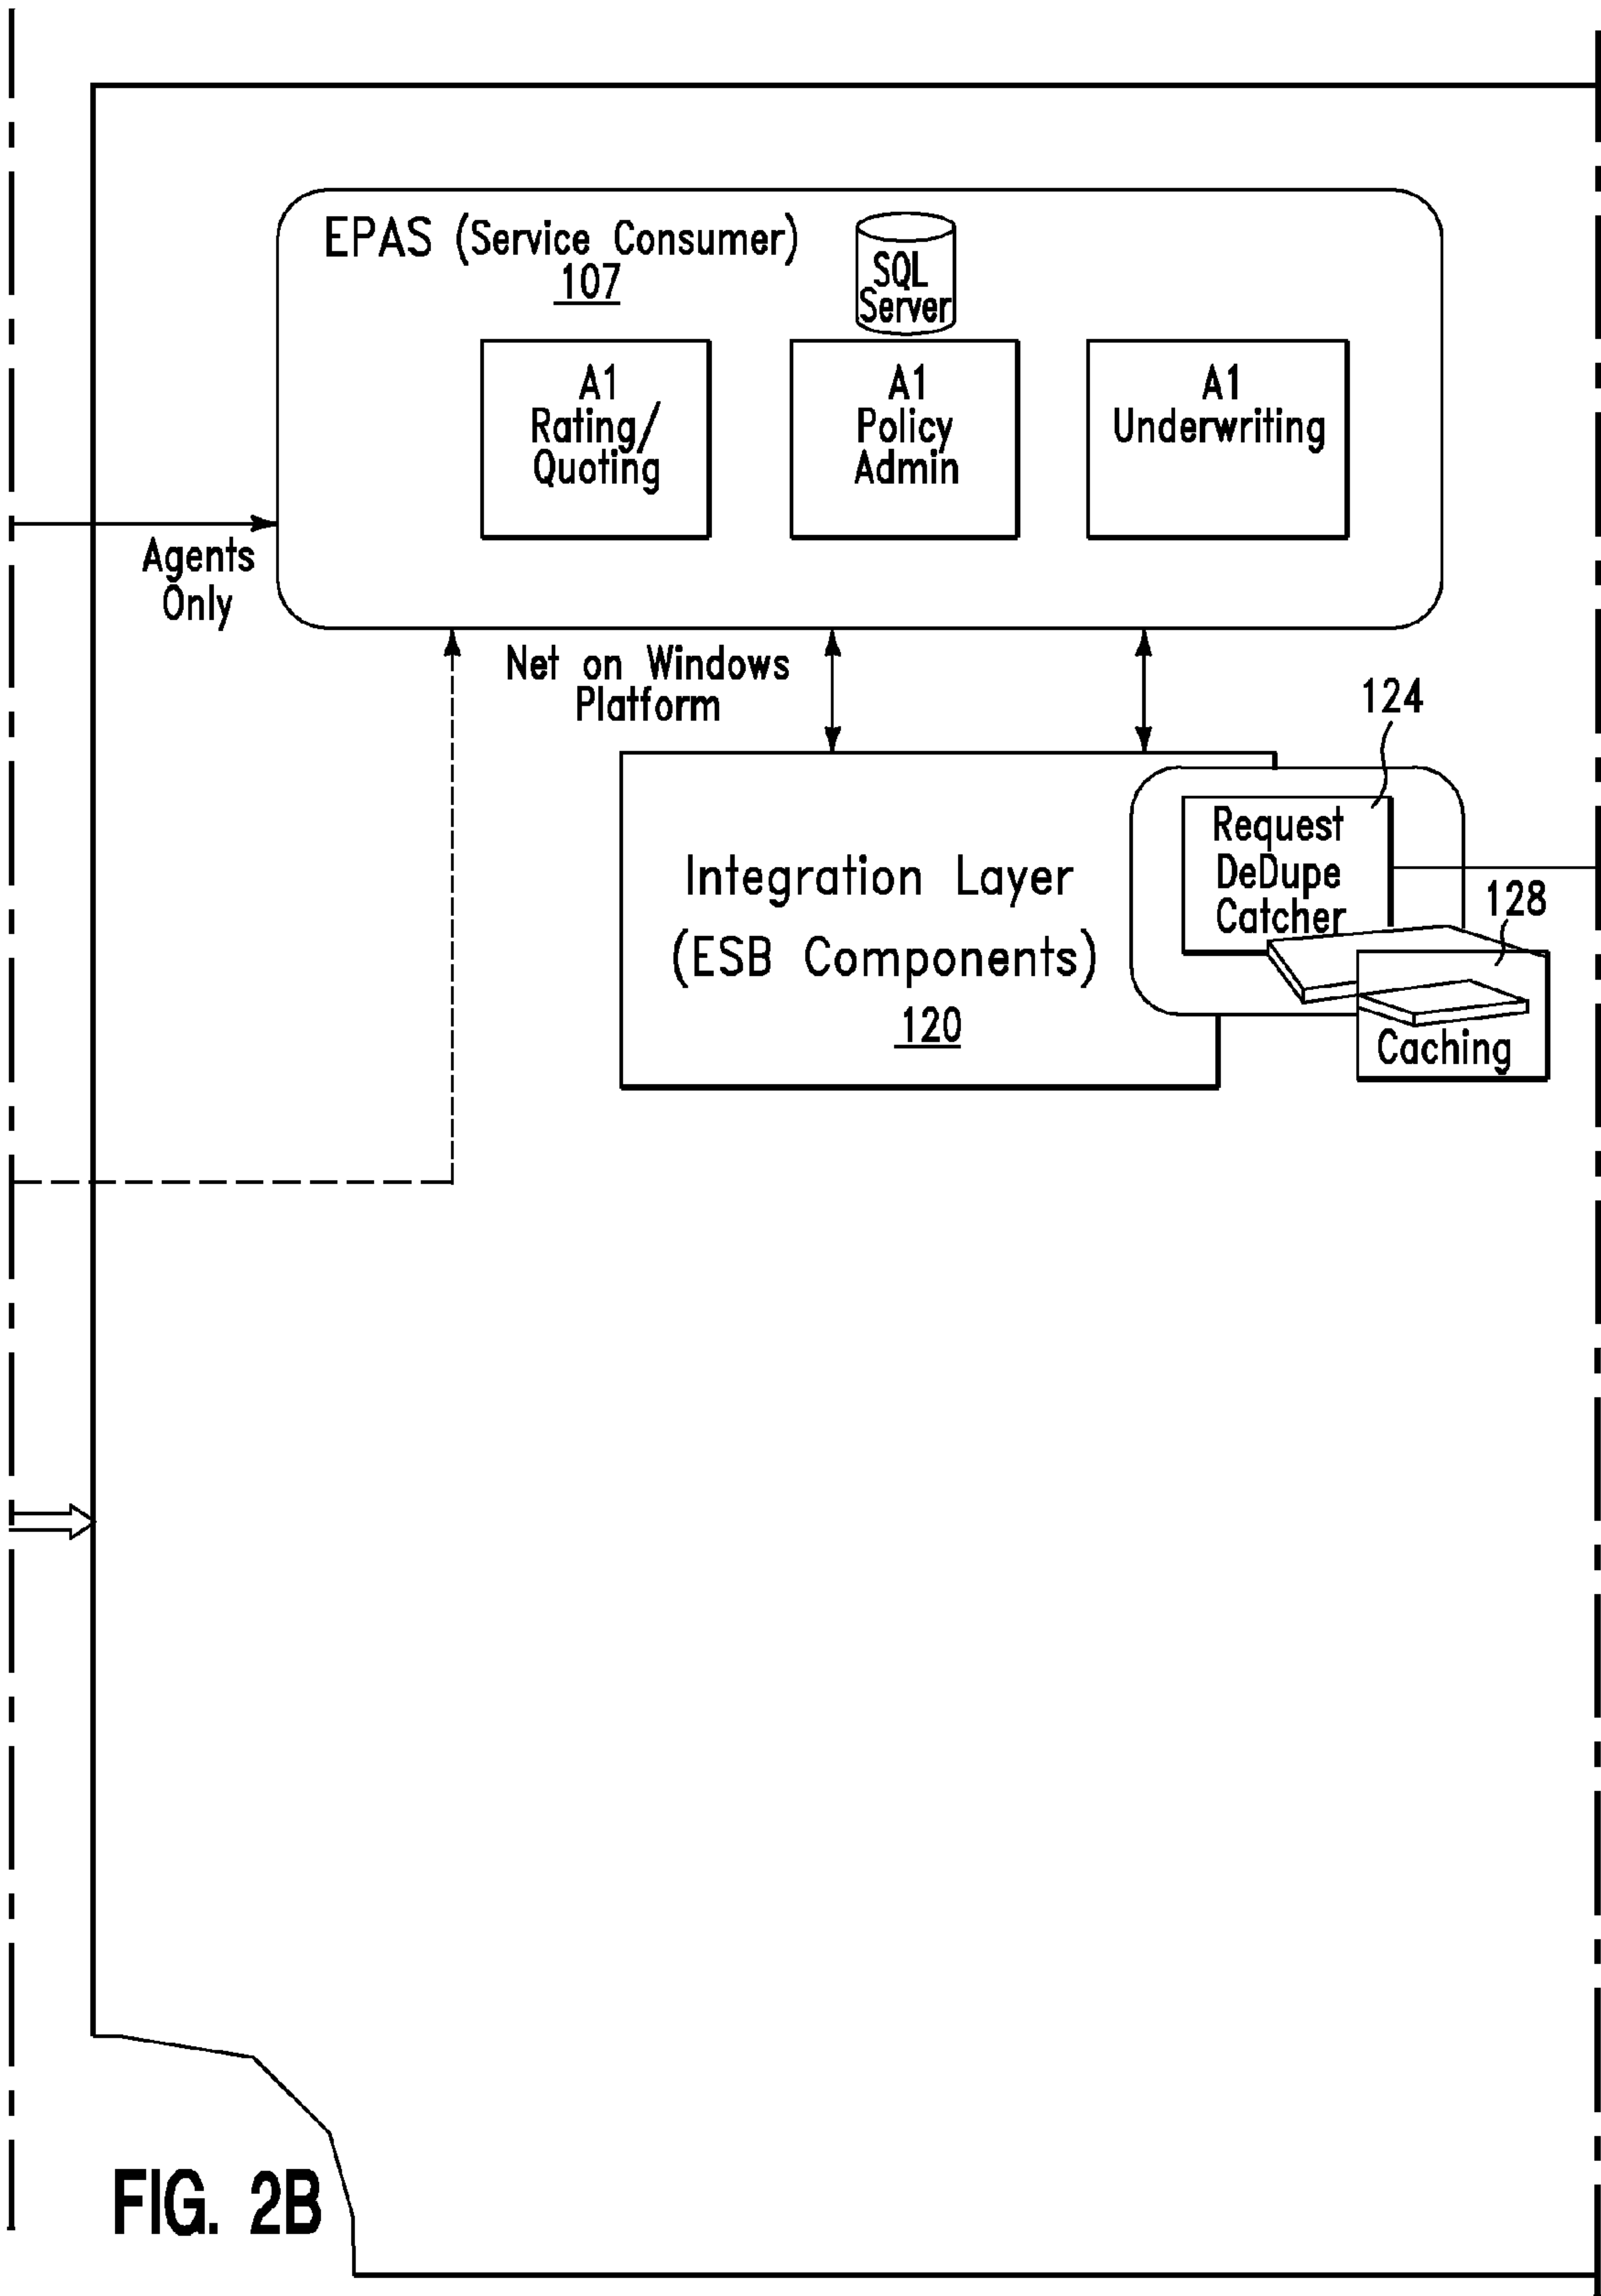 EPAS (Service Consumer)
107
SQL
Server
A1
Rating/
Quoting
A1
Policy
Admin
A1
Underwriting
Agents
Only
Net on Windows
Platform
124
Request
DeDupe
Catcher
128
Integration Layer
(ESB Components)
120
Caching
FIG. 2B